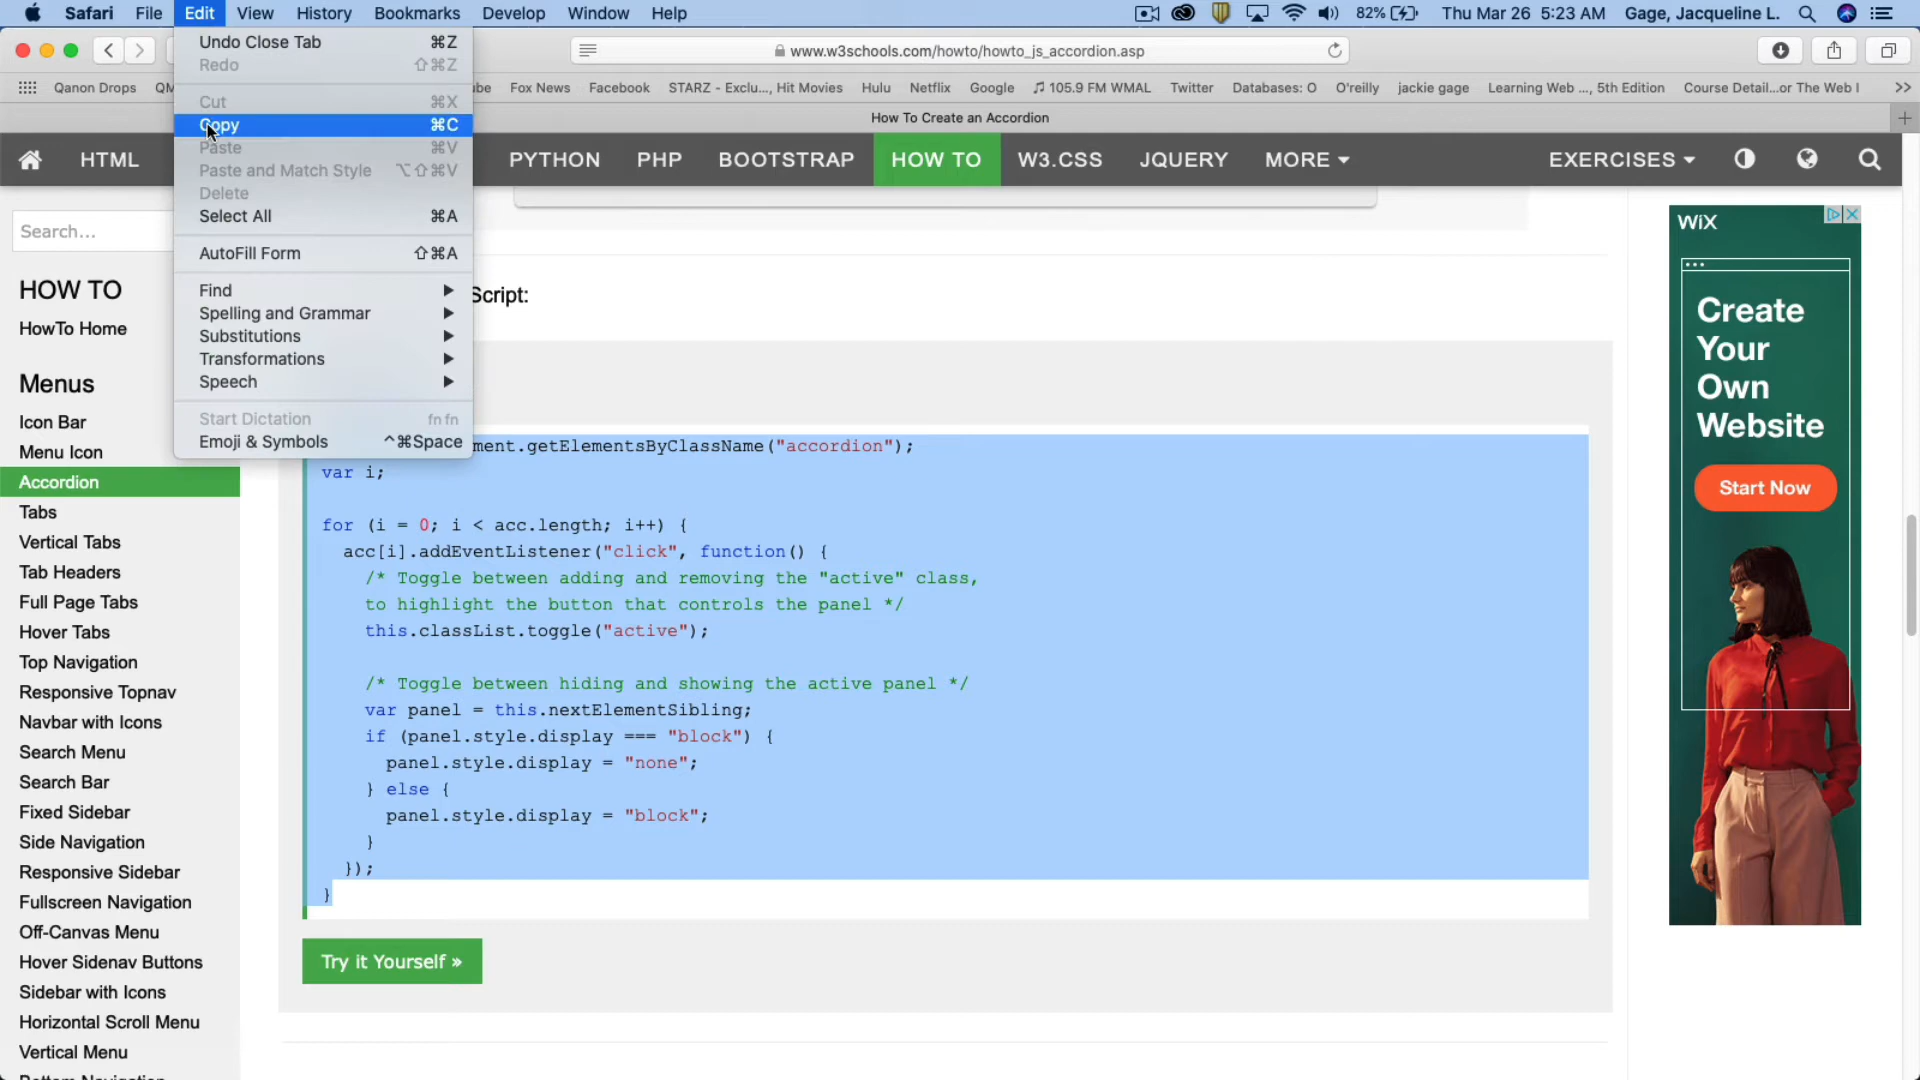 Safari File Edit View History Bookmarks Develop Window Help 82% Thu Mar 26 5:23 AM Gage, Jacqueline L.
www.w3schools.com/howto/howto_js_accordion.asp
Qanon Drops Fox News Facebook STARZ - Exclu..., Hit Movies Hulu Netflix Google 105.9 FM WMAL Twitter Databases: O O'reilly jackie gage Learning Web ..., 5th Edition Course Detail...or The Web I >>
How To Create an Accordion
HTML PYTHON PHP BOOTSTRAP HOW TO W3.CSS JQUERY MORE EXERCISES
Undo Close Tab ⌘Z
Redo ⇧⌘Z
Cut ⌘X
Copy ⌘C
Paste ⌘V
Paste and Match Style ⌥⇧⌘V
Delete
Select All ⌘A
AutoFill Form ⇧⌘A
Find
Spelling and Grammar
Substitutions
Transformations
Speech
Start Dictation fn fn
Emoji & Symbols ^⌘Space
Search...
HOW TO
HowTo Home
Menus
Icon Bar
Menu Icon
Accordion
Tabs
Vertical Tabs
Tab Headers
Full Page Tabs
Hover Tabs
Top Navigation
Responsive Topnav
Navbar with Icons
Search Menu
Search Bar
Fixed Sidebar
Side Navigation
Responsive Sidebar
Fullscreen Navigation
Off-Canvas Menu
Hover Sidenav Buttons
Sidebar with Icons
Horizontal Scroll Menu
Vertical Menu
Script:
ment.getElementsByClassName("accordion");
var i;
for (i = 0; i < acc.length; i++) {
acc[i].addEventListener("click", function() {
/* Toggle between adding and removing the "active" class,
to highlight the button that controls the panel */
this.classList.toggle("active");
/* Toggle between hiding and showing the active panel */
var panel = this.nextElementSibling;
if (panel.style.display === "block") {
panel.style.display = "none";
} else {
panel.style.display = "block";
}
});
}
Try it Yourself »
WiX
Create
Your
Own
Website
Start Now